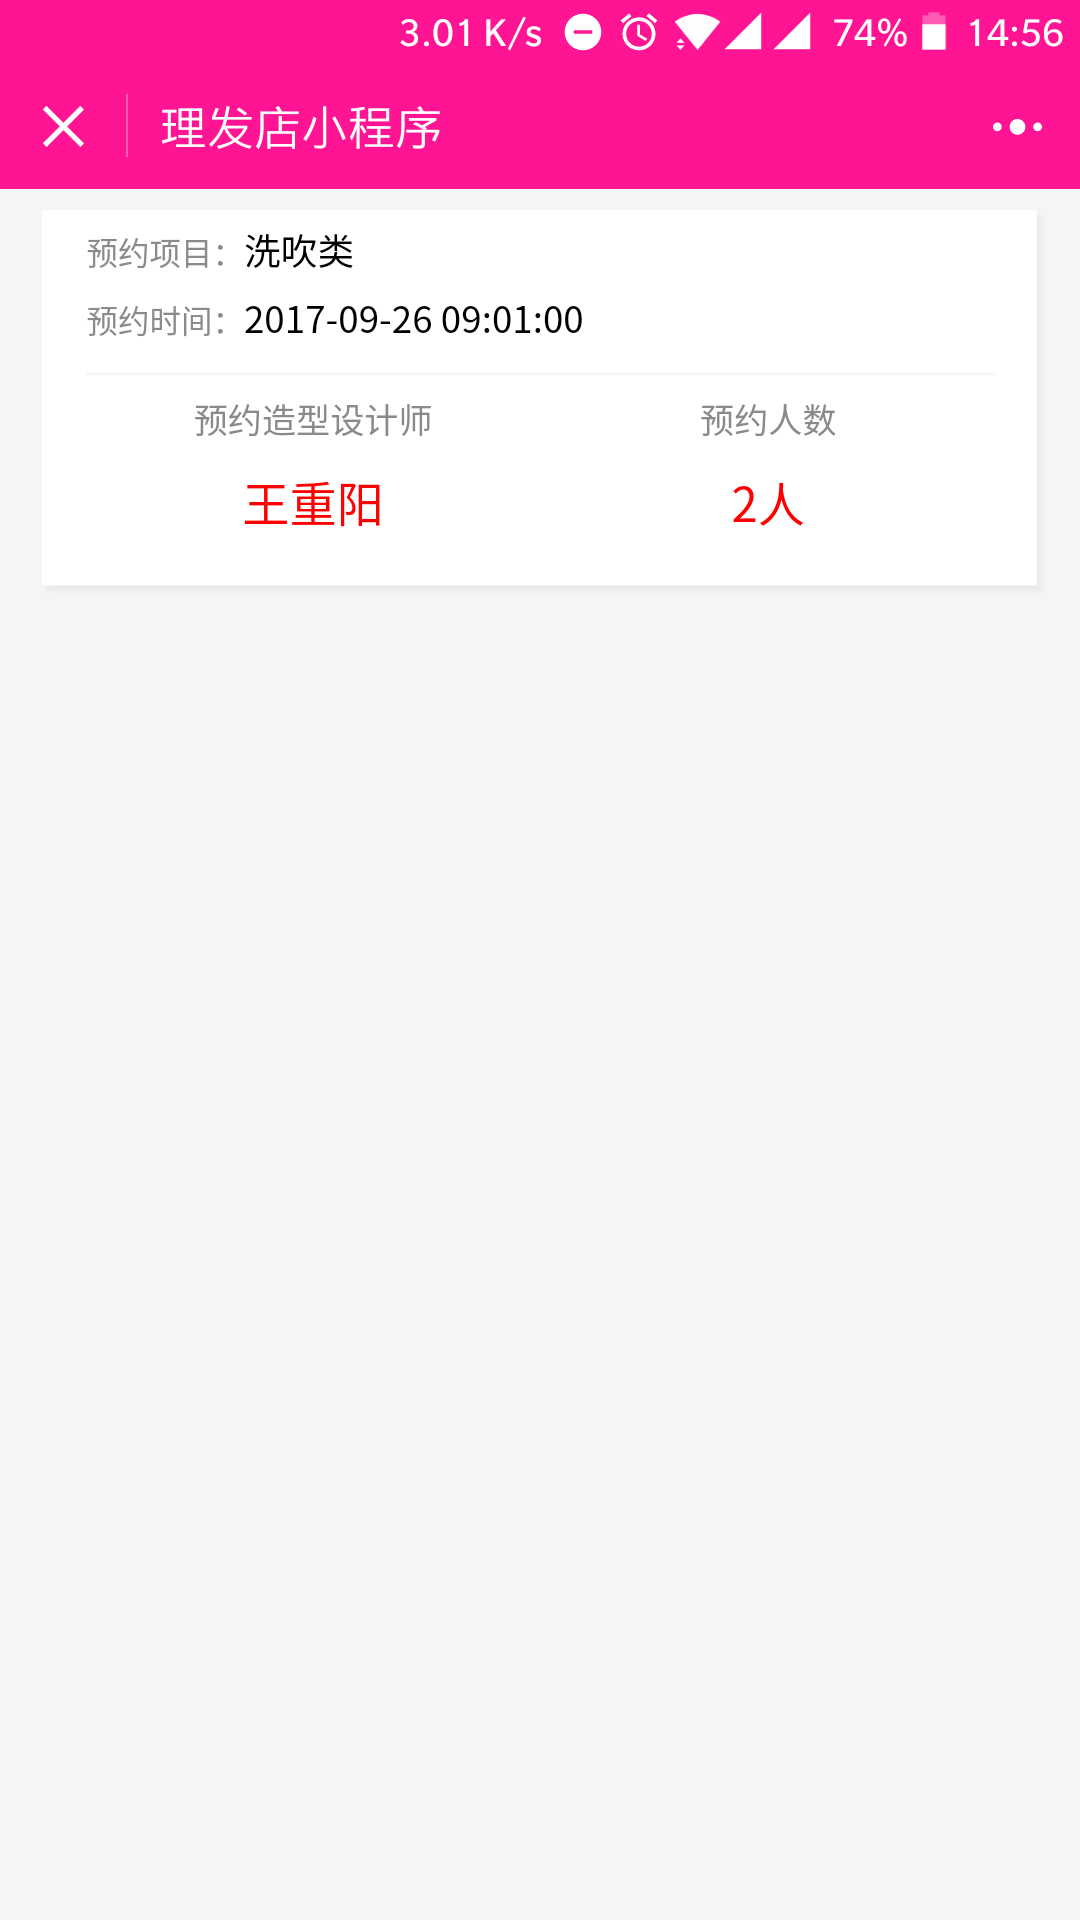 3.01 K/s 74% 14:56
理发店小程序
预约项目：洗吹类
预约时间：2017-09-26 09:01:00
预约造型设计师 预约人数
王重阳 2人